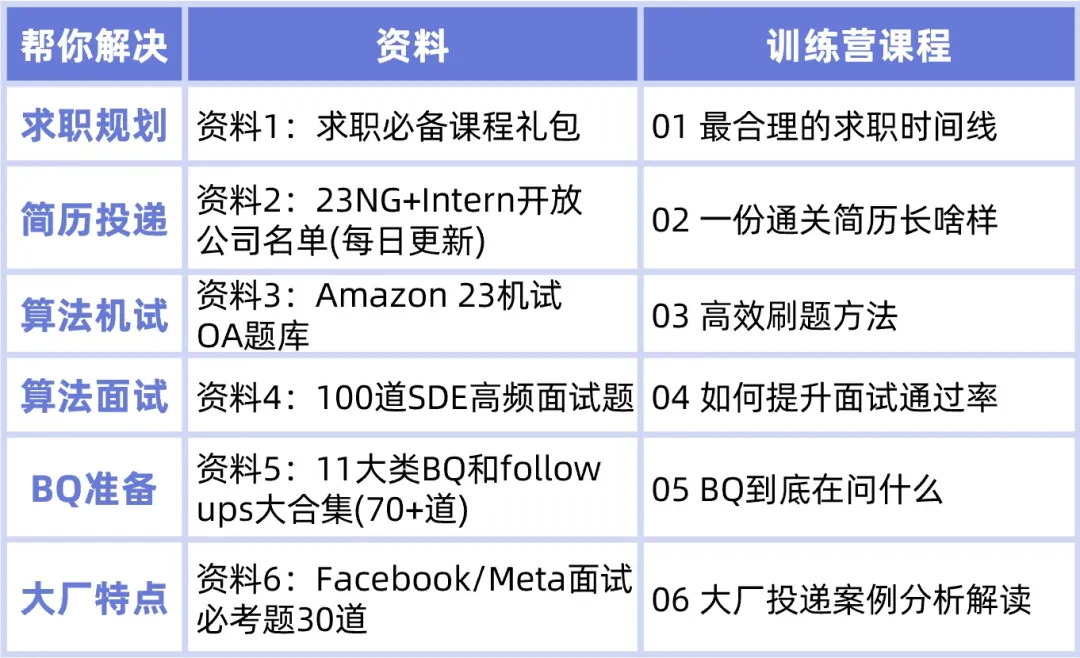 帮你解决
资料
训练营课程
求职规划
资料1：求职必备课程礼包
01 最合理的求职时间线
简历投递
资料2：23NG+Intern开放
公司名单(每日更新)
02 一份通关简历长啥样
算法机试
资料3：Amazon 23机试
OA题库
03 高效刷题方法
算法面试
资料4：100道SDE高频面试题
04 如何提升面试通过率
BQ准备
资料5：11大类BQ和follow
ups大合集(70+道)
05 BQ到底在问什么
大厂特点
资料6：Facebook/Meta面试
必考题30道
06 大厂投递案例分析解读